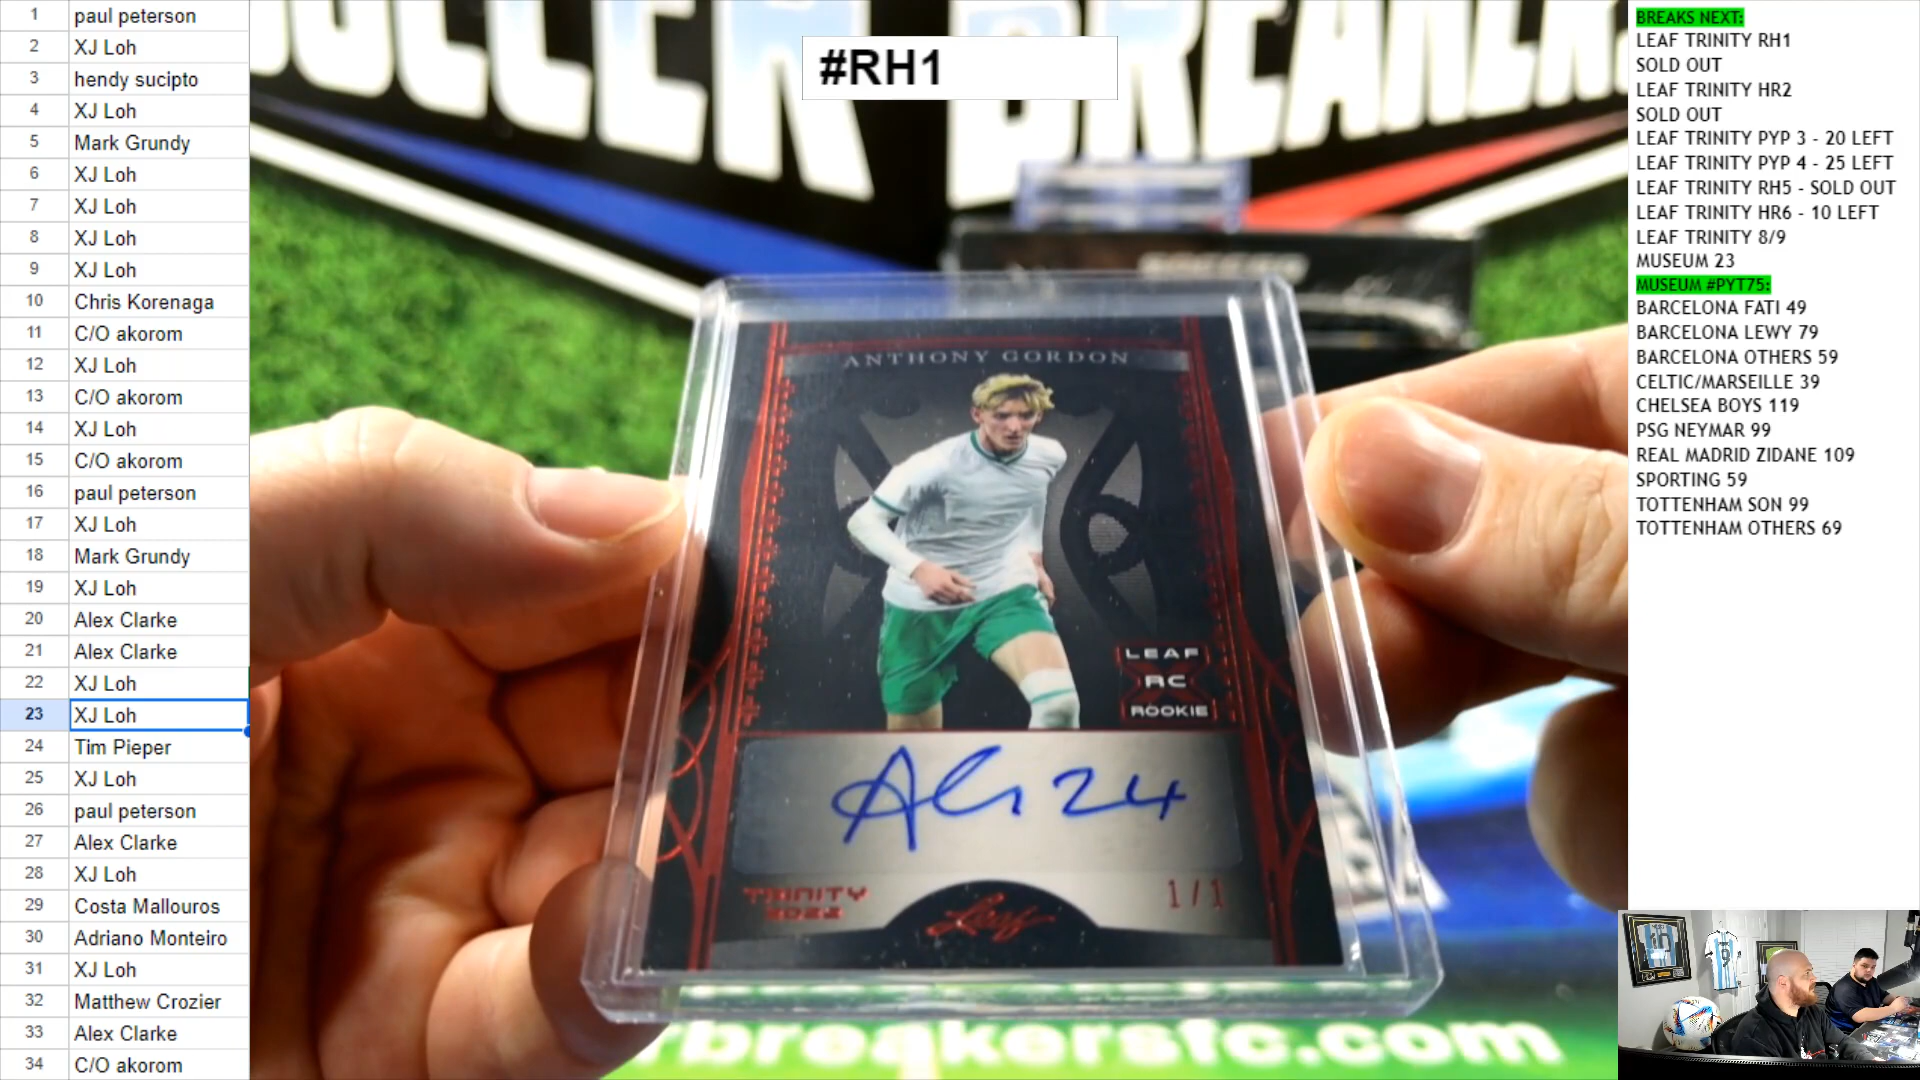 1 paul peterson
2 XJ Loh
3 hendy sucipto
4 XJ Loh
5 Mark Grundy
6 XJ Loh
7 XJ Loh
8 XJ Loh
9 XJ Loh
10 Chris Korenaga
11 C/O akorom
12 XJ Loh
13 C/O akorom
14 XJ Loh
15 C/O akorom
16 paul peterson
17 XJ Loh
18 Mark Grundy
19 XJ Loh
20 Alex Clarke
21 Alex Clarke
22 XJ Loh
23 XJ Loh
24 Tim Pieper
25 XJ Loh
26 paul peterson
27 Alex Clarke
28 XJ Loh
29 Costa Mallouros
30 Adriano Monteiro
31 XJ Loh
32 Matthew Crozier
33 Alex Clarke
34 C/O akorom
SOCCER BREAKERS
#RH1
SOCCER
ANTHONY GORDON
LEAF
RC
ROOKIE
24
TRINITY
2022
Leaf
1/1
rbreakersfc.com
BREAKS NEXT:
LEAF TRINITY RH1
SOLD OUT
LEAF TRINITY HR2
SOLD OUT
LEAF TRINITY PYP 3 - 20 LEFT
LEAF TRINITY PYP 4 - 25 LEFT
LEAF TRINITY RH5 - SOLD OUT
LEAF TRINITY HR6 - 10 LEFT
LEAF TRINITY 8/9
MUSEUM 23
MUSEUM #PYT75:
BARCELONA FATI 49
BARCELONA LEWY 79
BARCELONA OTHERS 59
CELTIC/MARSEILLE 39
CHELSEA BOYS 119
PSG NEYMAR 99
REAL MADRID ZIDANE 109
SPORTING 59
TOTTENHAM SON 99
TOTTENHAM OTHERS 69